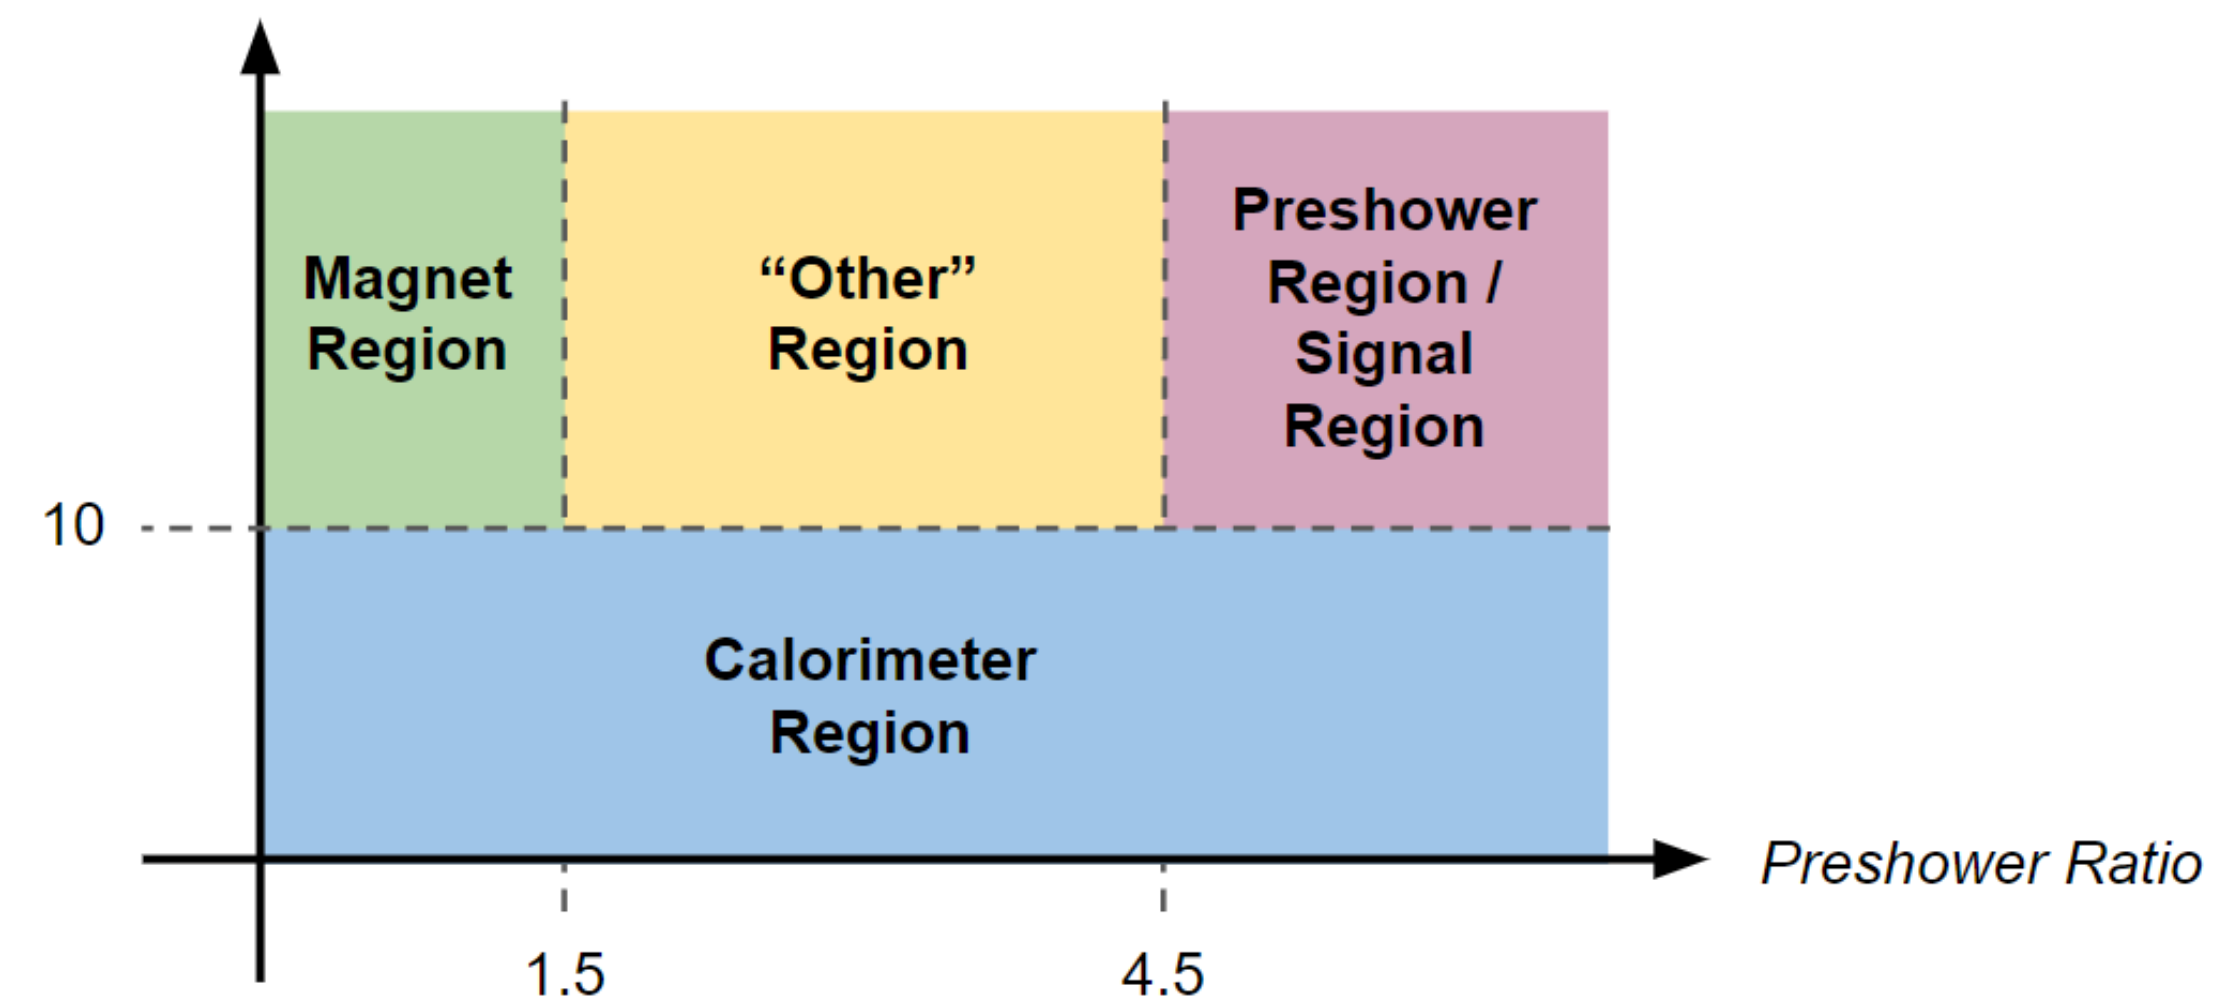 Magnet
Region
“Other”
Region
Preshower
Region /
Signal
Region
10
Calorimeter
Region
Preshower Ratio
1.5
4.5